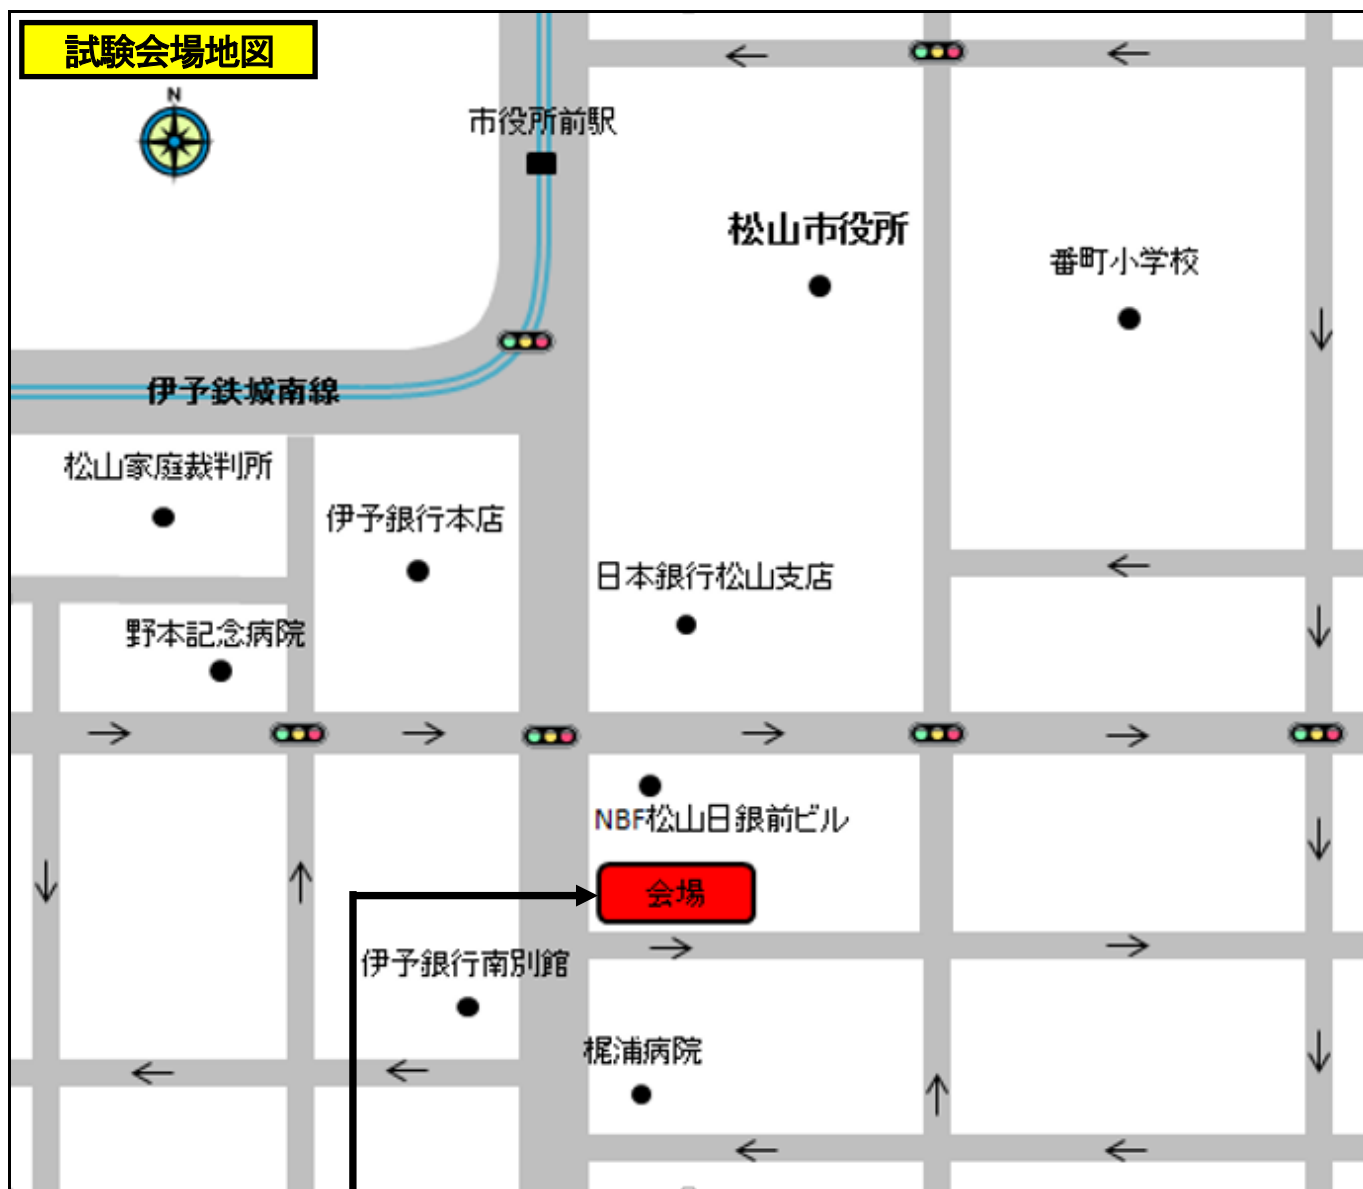 試験会場地図
N
市役所前駅
松山市役所
番町小学校
伊予鉄城南線
松山家庭裁判所
伊予銀行本店
日本銀行松山支店
野本記念病院
NBF松山日銀前ビル
会場
伊予銀行南別館
梶浦病院